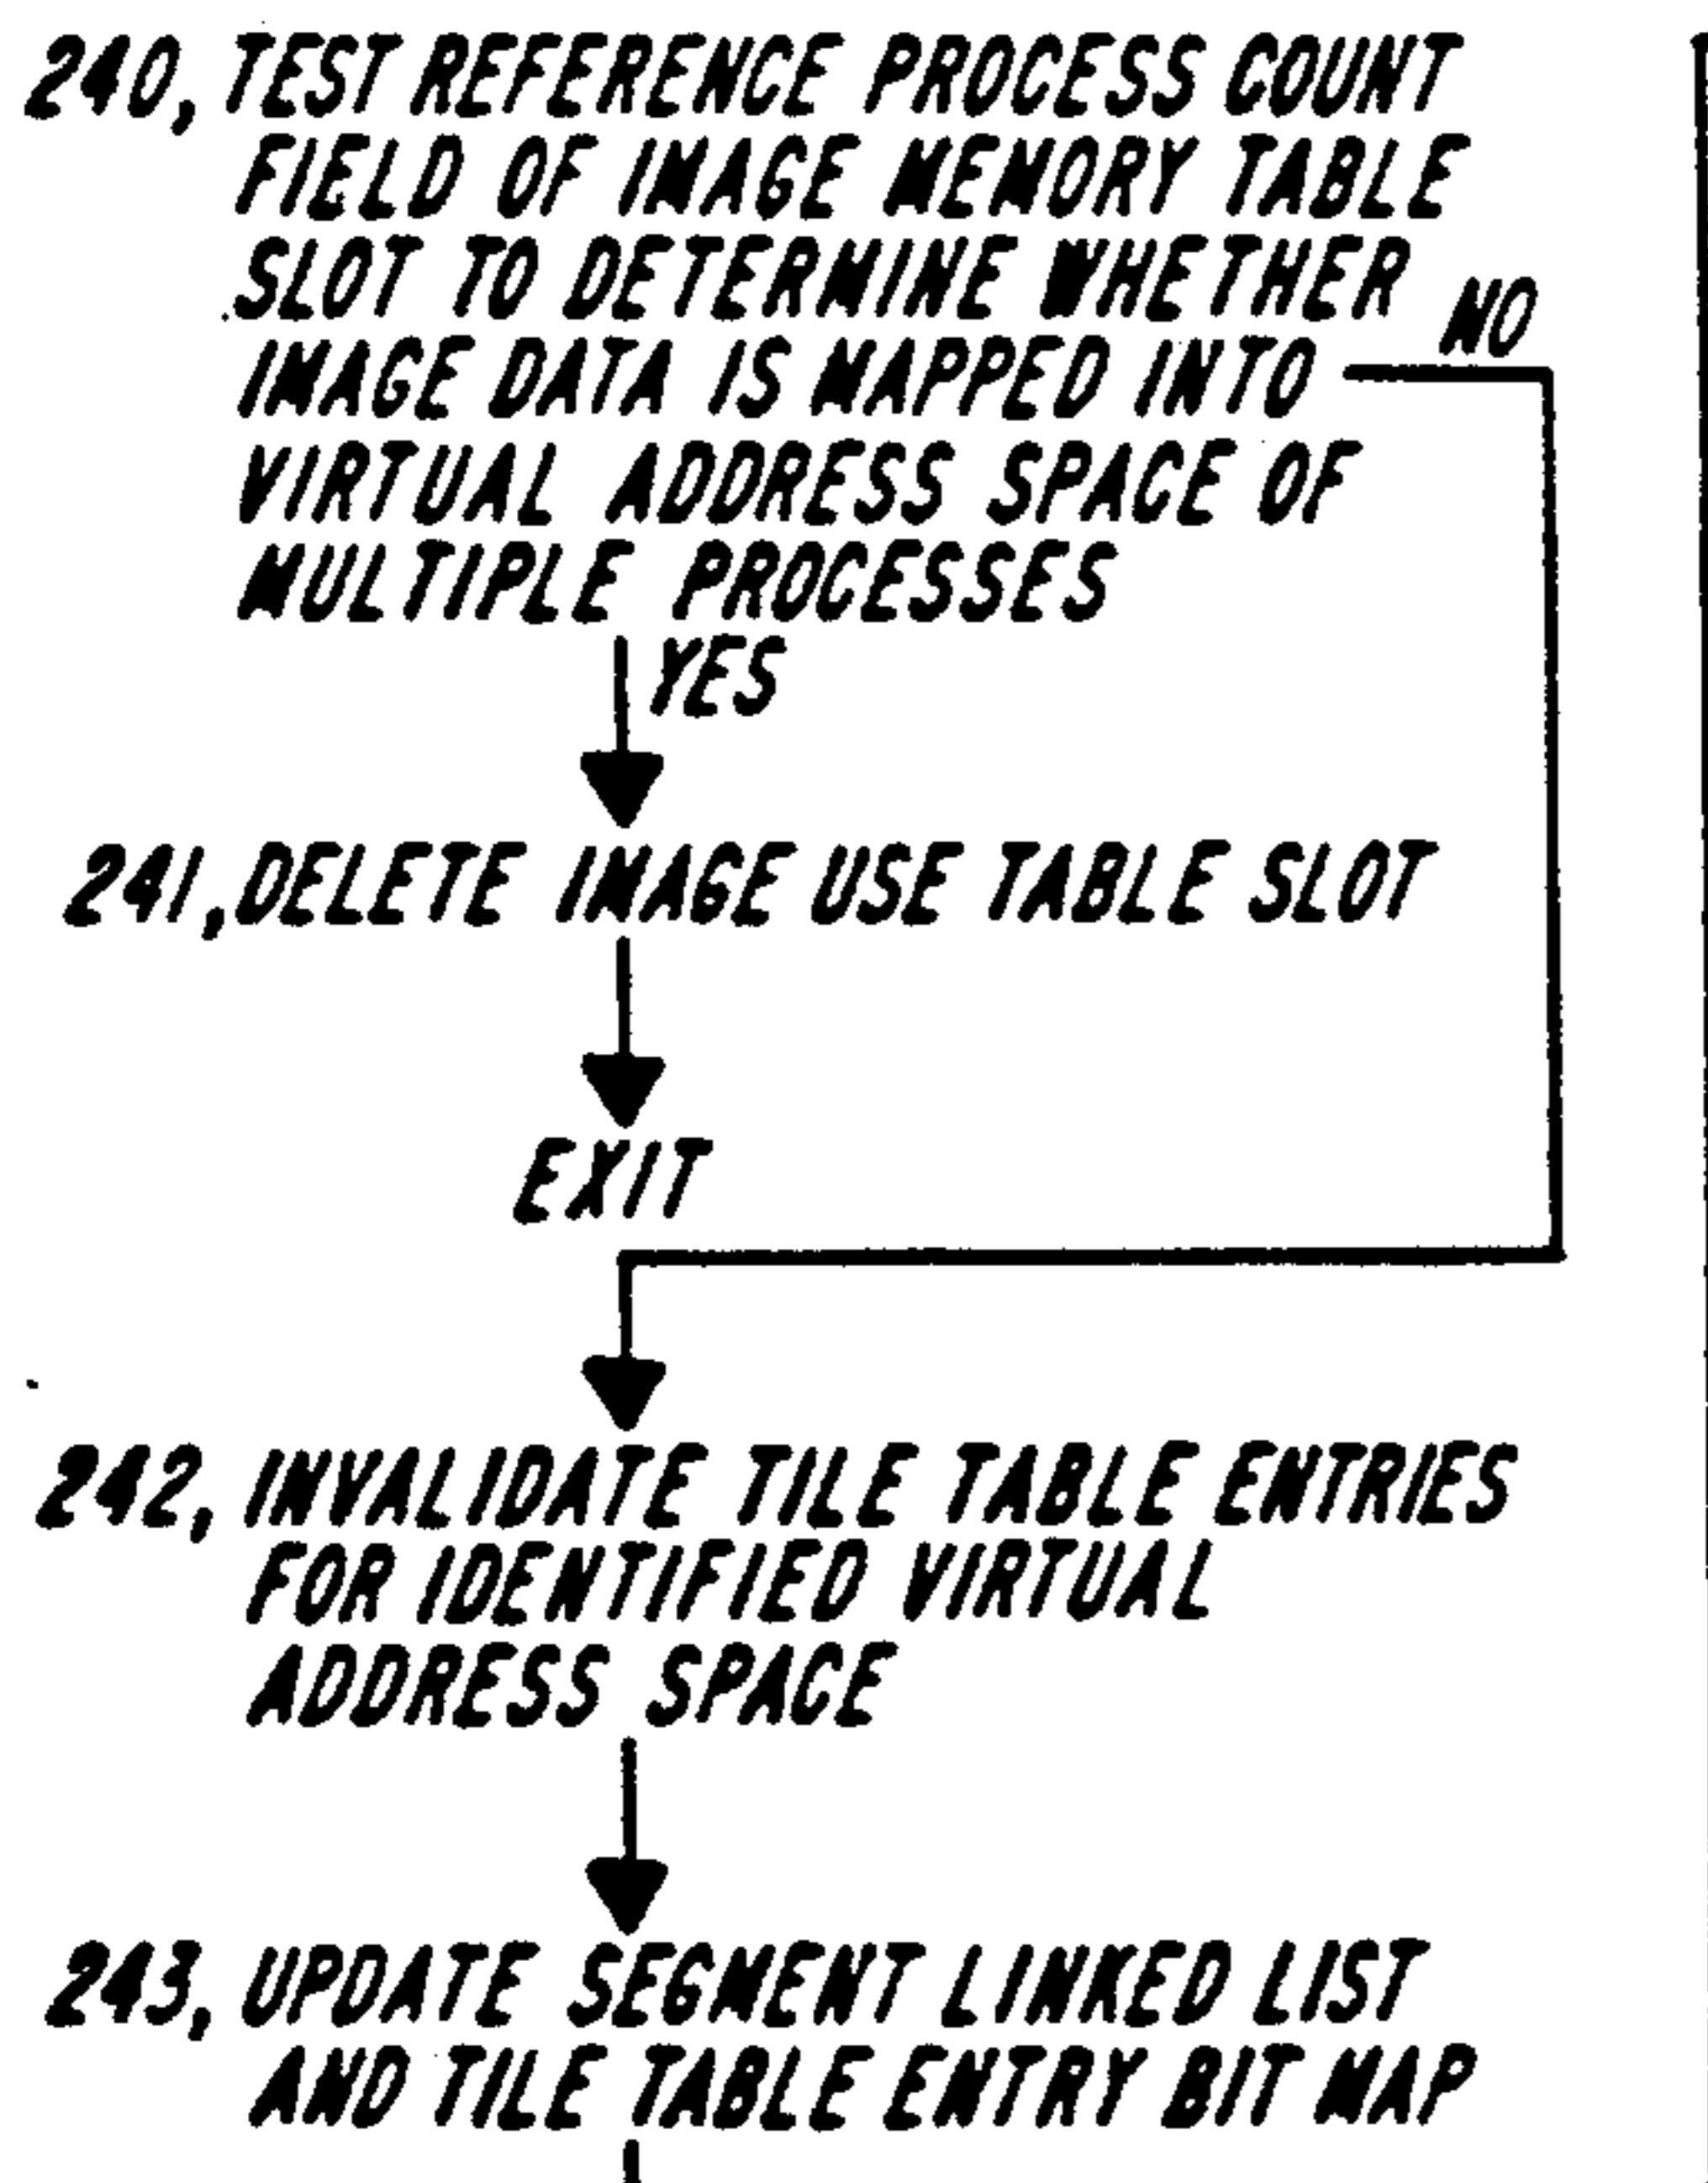 240, TEST REFERENCE PROCESS COUNT
FIELD OF IMAGE MEMORY TABLE
SLOT TO DETERMINE WHETHER
NO
IMAGE DATA IS MAPPED INTO
VIRTUAL ADDRESS SPACE OF
MULTIPLE PROCESSES
YES
241, DELETE IMAGE USE TABLE SLOT
EXIT
242, INVALIDATE TILE TABLE ENTRIES
FOR IDENTIFIED VIRTUAL
ADDRESS SPACE
243, UPDATE SEGMENT LINKED LIST
AND TILE TABLE ENTRY BIT MAP